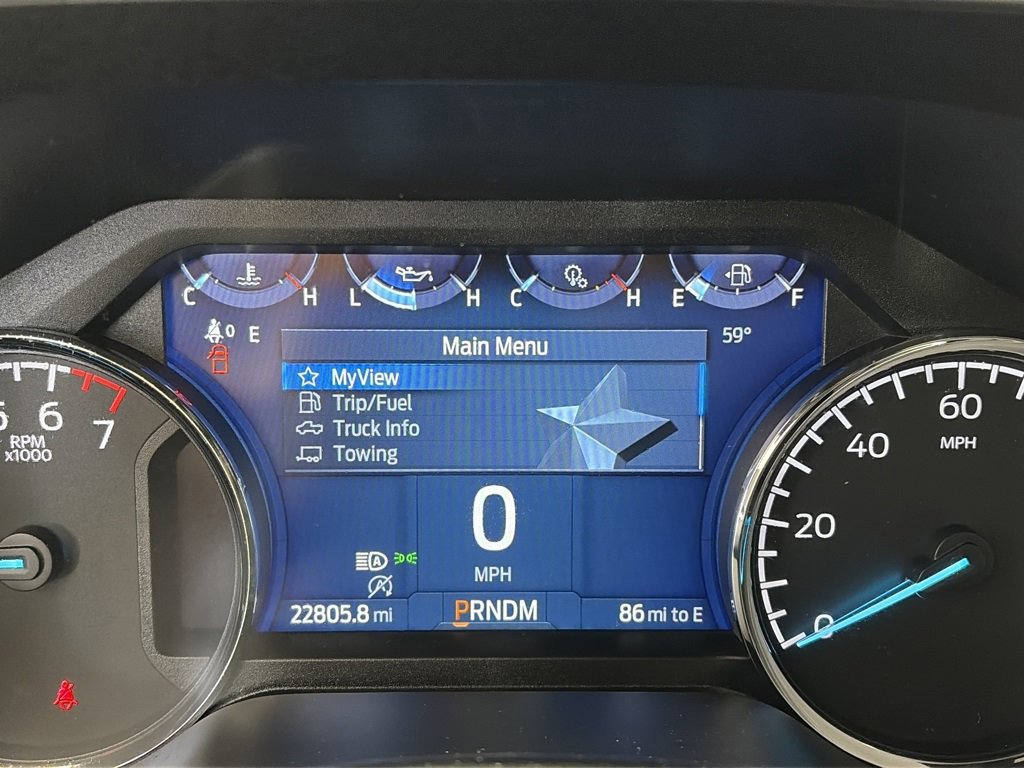 C H L H C H E F
0 E 59°
Main Menu
MyView
Trip/Fuel
Truck Info
Towing
6
7
RPM
x1000
0
MPH
A
A
22805.8 mi
PRNDM
86 mi to E
60
MPH
40
20
0